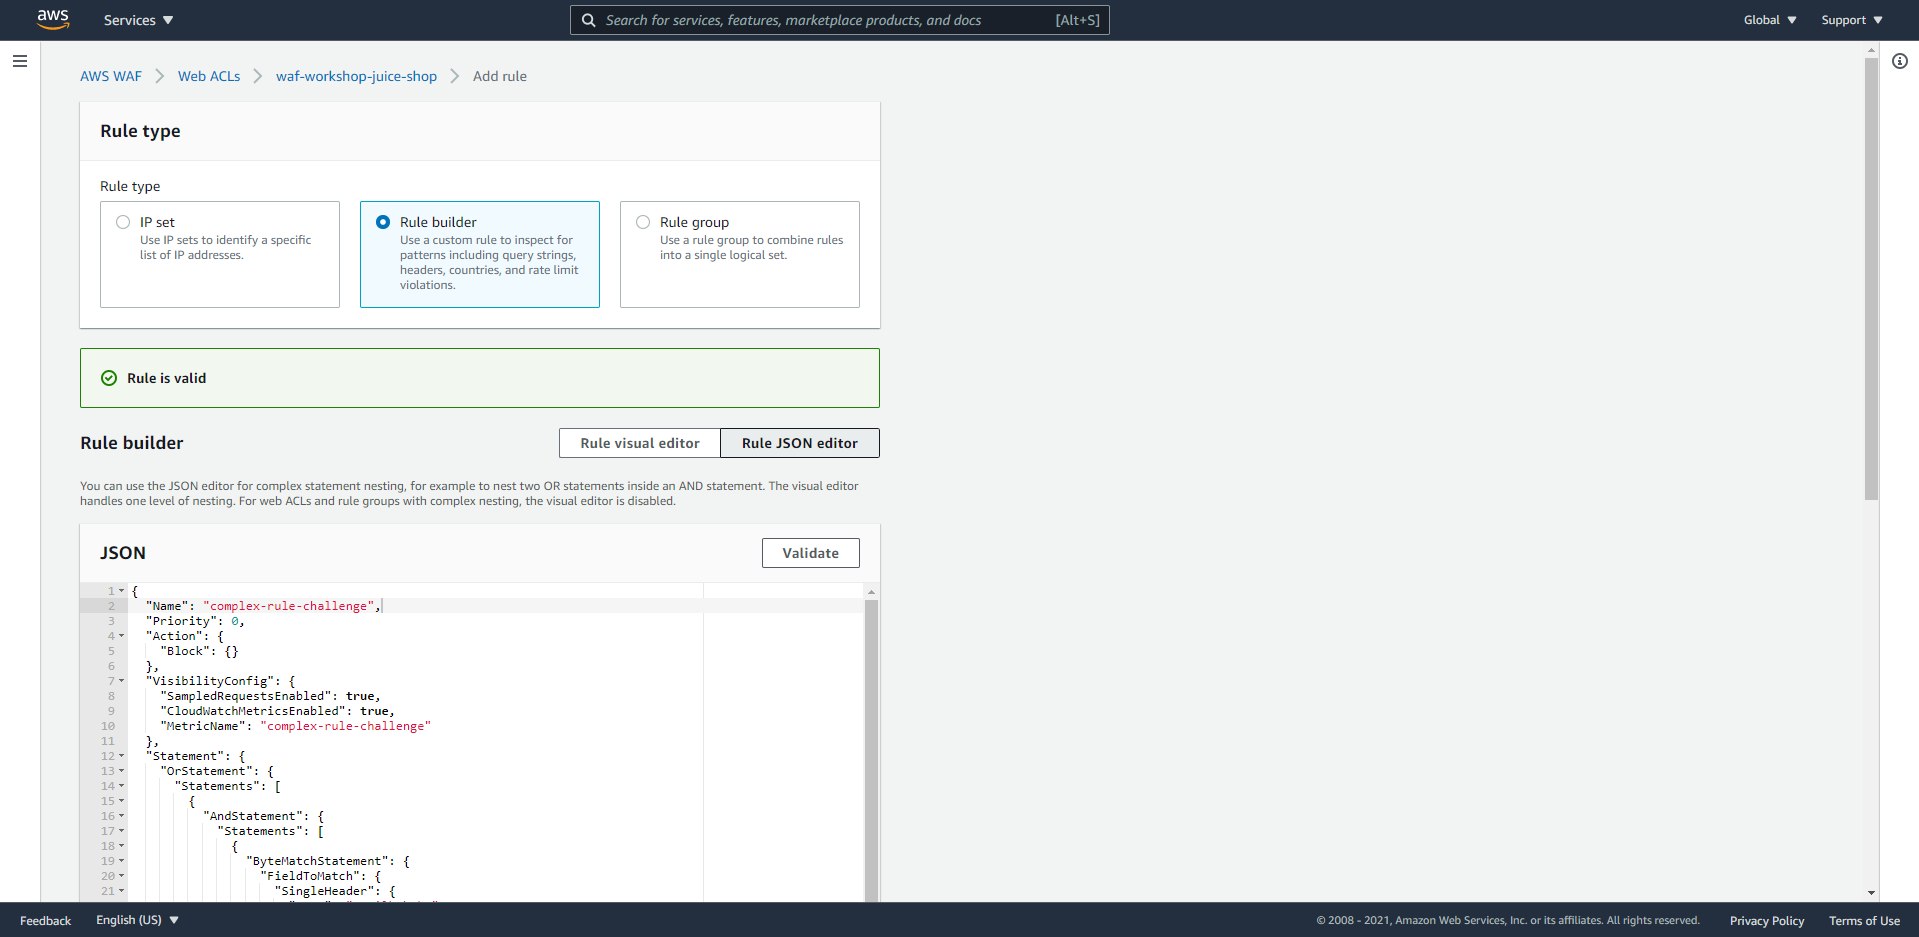 aws Services Search for services, features, marketplace products, and docs [Alt+S] Global Support
AWS WAF Web ACLs waf-workshop-juice-shop Add rule
Rule type
Rule type
IP set
Use IP sets to identify a specific
list of IP addresses.
Rule builder
Use a custom rule to inspect for
patterns including query strings,
headers, countries, and rate limit
violations.
Rule group
Use a rule group to combine rules
into a single logical set.
Rule is valid
Rule builder Rule visual editor Rule JSON editor
You can use the JSON editor for complex statement nesting, for example to nest two OR statements inside an AND statement. The visual editor
handles one level of nesting. For web ACLs and rule groups with complex nesting, the visual editor is disabled.
JSON Validate
1 {
2 "Name": "complex-rule-challenge",
3 "Priority": 0,
4 "Action": {
5 "Block": {}
6 },
7 "VisibilityConfig": {
8 "SampledRequestsEnabled": true,
9 "CloudWatchMetricsEnabled": true,
10 "MetricName": "complex-rule-challenge"
11 },
12 "Statement": {
13 "OrStatement": {
14 "Statements": [
15 {
16 "AndStatement": {
17 "Statements": [
18 {
19 "ByteMatchStatement": {
20 "FieldToMatch": {
21 "SingleHeader": {
Feedback English (US) © 2008 - 2021, Amazon Web Services, Inc. or its affiliates. All rights reserved. Privacy Policy Terms of Use